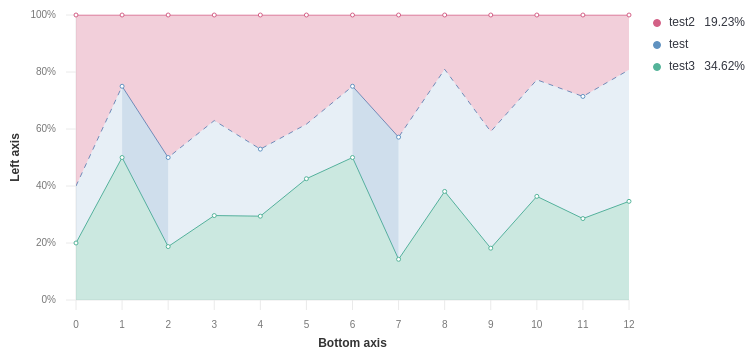 100%
80%
60%
40%
20%
0%
Left axis
0 1 2 3 4 5 6 7 8 9 10 11 12
Bottom axis
test2 19.23%
test
test3 34.62%